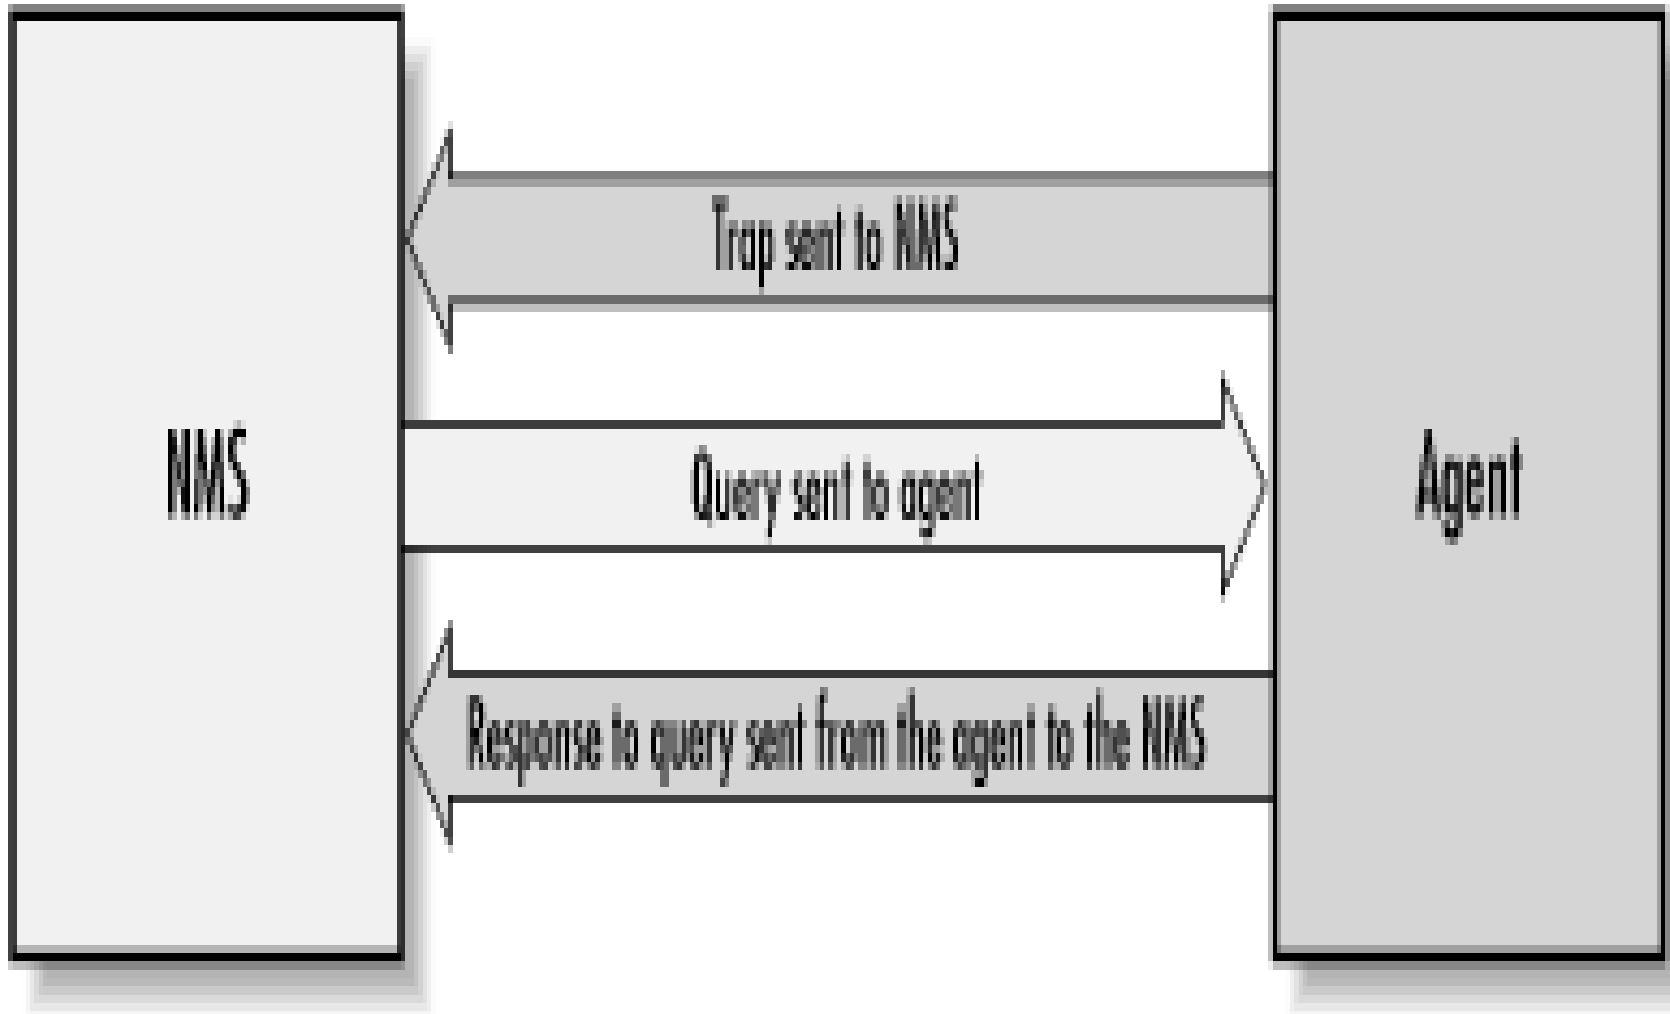 Trap sent to NMS
NMS
Query sent to agent
Agent
Response to query sent from the agent to the NMS